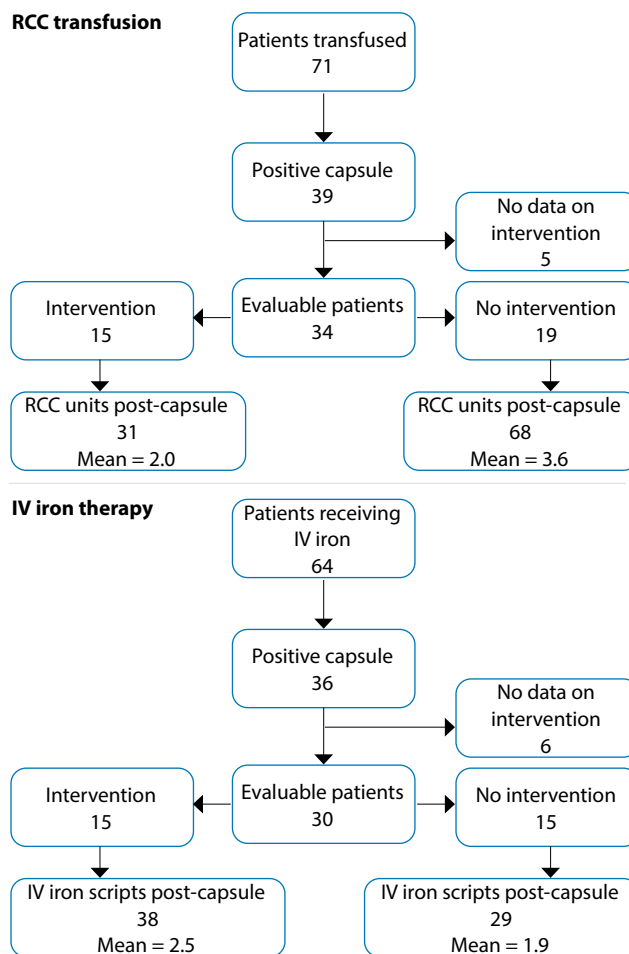 RCC transfusion
Patients transfused
71
Positive capsule
39
No data on
intervention
5
Intervention
15
Evaluable patients
34
No intervention
19
RCC units post-capsule
31
Mean = 2.0
RCC units post-capsule
68
Mean = 3.6
IV iron therapy
Patients receiving
IV iron
64
Positive capsule
36
No data on
intervention
6
Intervention
15
Evaluable patients
30
No intervention
15
IV iron scripts post-capsule
38
Mean = 2.5
IV iron scripts post-capsule
29
Mean = 1.9